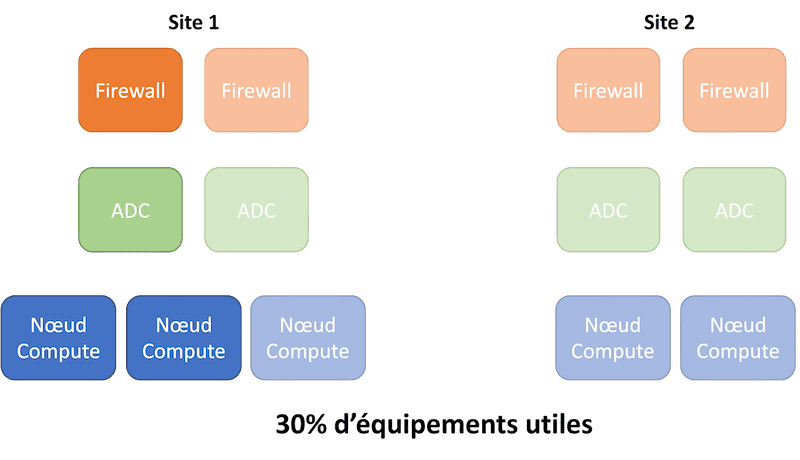 Site 1
Site 2
Firewall
Firewall
Firewall
Firewall
ADC
ADC
ADC
ADC
Nœud
Compute
Nœud
Compute
Nœud
Compute
Nœud
Compute
Nœud
Compute
30% d’équipements utiles